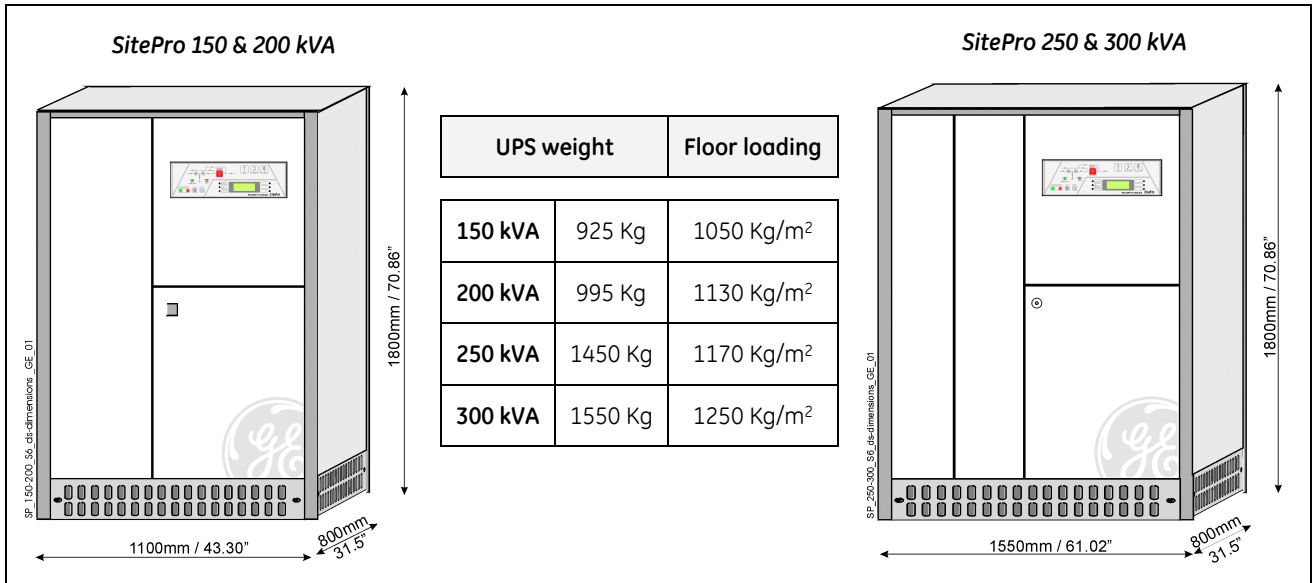 SitePro 150 & 200 kVA
SP_150-200_S6_ds-dimensions_GE_01
1800mm / 70.86”
1100mm / 43.30”
800mm
31.5”
UPS weight Floor loading
150 kVA 925 Kg 1050 Kg/m²
200 kVA 995 Kg 1130 Kg/m²
250 kVA 1450 Kg 1170 Kg/m²
300 kVA 1550 Kg 1250 Kg/m²
SitePro 250 & 300 kVA
SP_250-300_S6_ds-dimensions_GE_01
1800mm / 70.86”
1550mm / 61.02”
800mm
31.5”
GE
GE